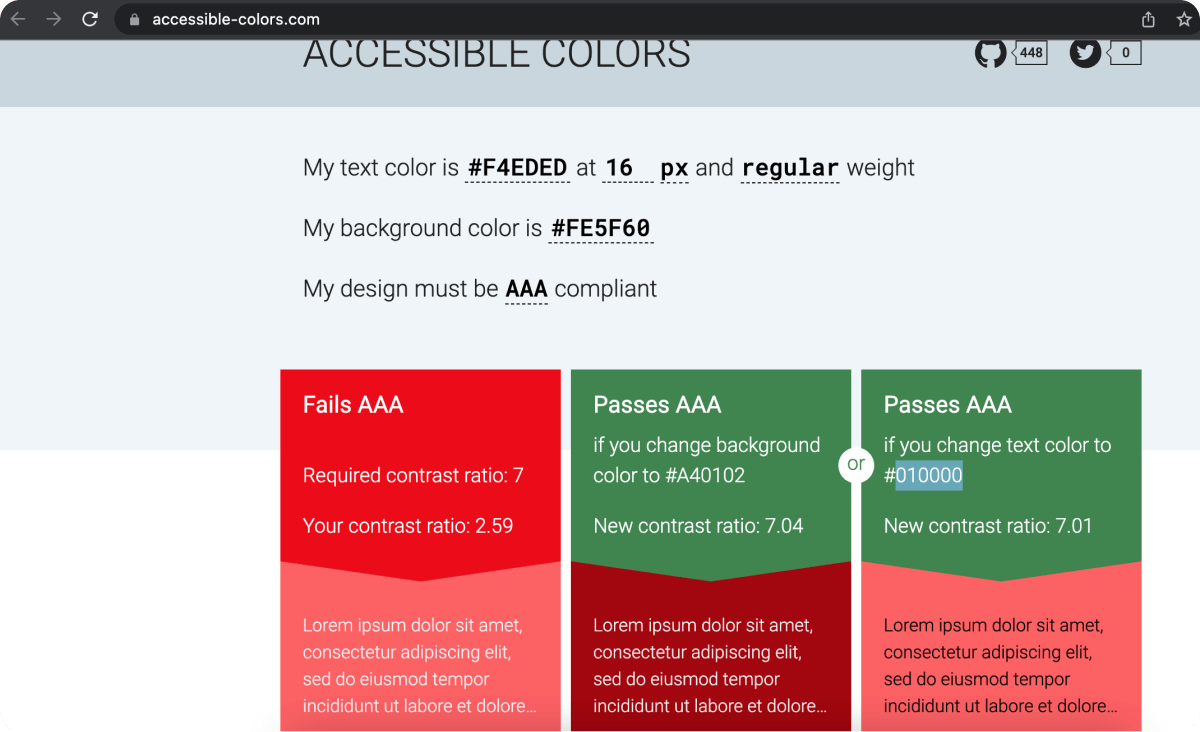 accessible-colors.com
ACCESSIBLE COLORS
448
0
My text color is #F4EDED at 16 px and regular weight
My background color is #FE5F60
My design must be AAA compliant
Fails AAA
Required contrast ratio: 7
Your contrast ratio: 2.59
Lorem ipsum dolor sit amet,
consectetur adipiscing elit,
sed do eiusmod tempor
incididunt ut labore et dolore...
Passes AAA
if you change background
color to #A40102
New contrast ratio: 7.04
Lorem ipsum dolor sit amet,
consectetur adipiscing elit,
sed do eiusmod tempor
incididunt ut labore et dolore...
or
Passes AAA
if you change text color to
#010000
New contrast ratio: 7.01
Lorem ipsum dolor sit amet,
consectetur adipiscing elit,
sed do eiusmod tempor
incididunt ut labore et dolore...